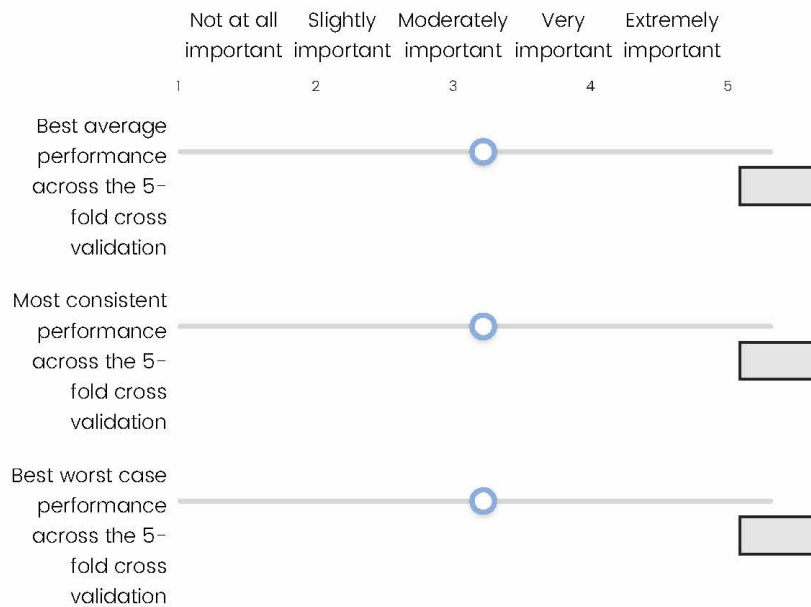 Not at all Slightly Moderately Very Extremely
important important important important important
1 2 3 4 5
Best average
performance
across the 5-
fold cross
validation
Most consistent
performance
across the 5-
fold cross
validation
Best worst case
performance
across the 5-
fold cross
validation